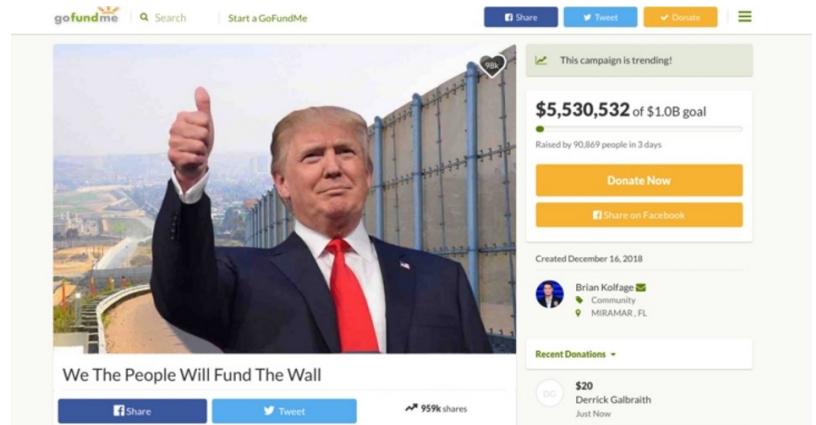 gofundme Search Start a GoFundMe Share Tweet Donate
98k
This campaign is trending!
$5,530,532 of $1.0B goal
Raised by 90,869 people in 3 days
Donate Now
Share on Facebook
Created December 16, 2018
Brian Kolfage
Community
MIRAMAR, FL
Recent Donations
DG
$20
Derrick Galbraith
Just Now
We The People Will Fund The Wall
Share Tweet 959k shares